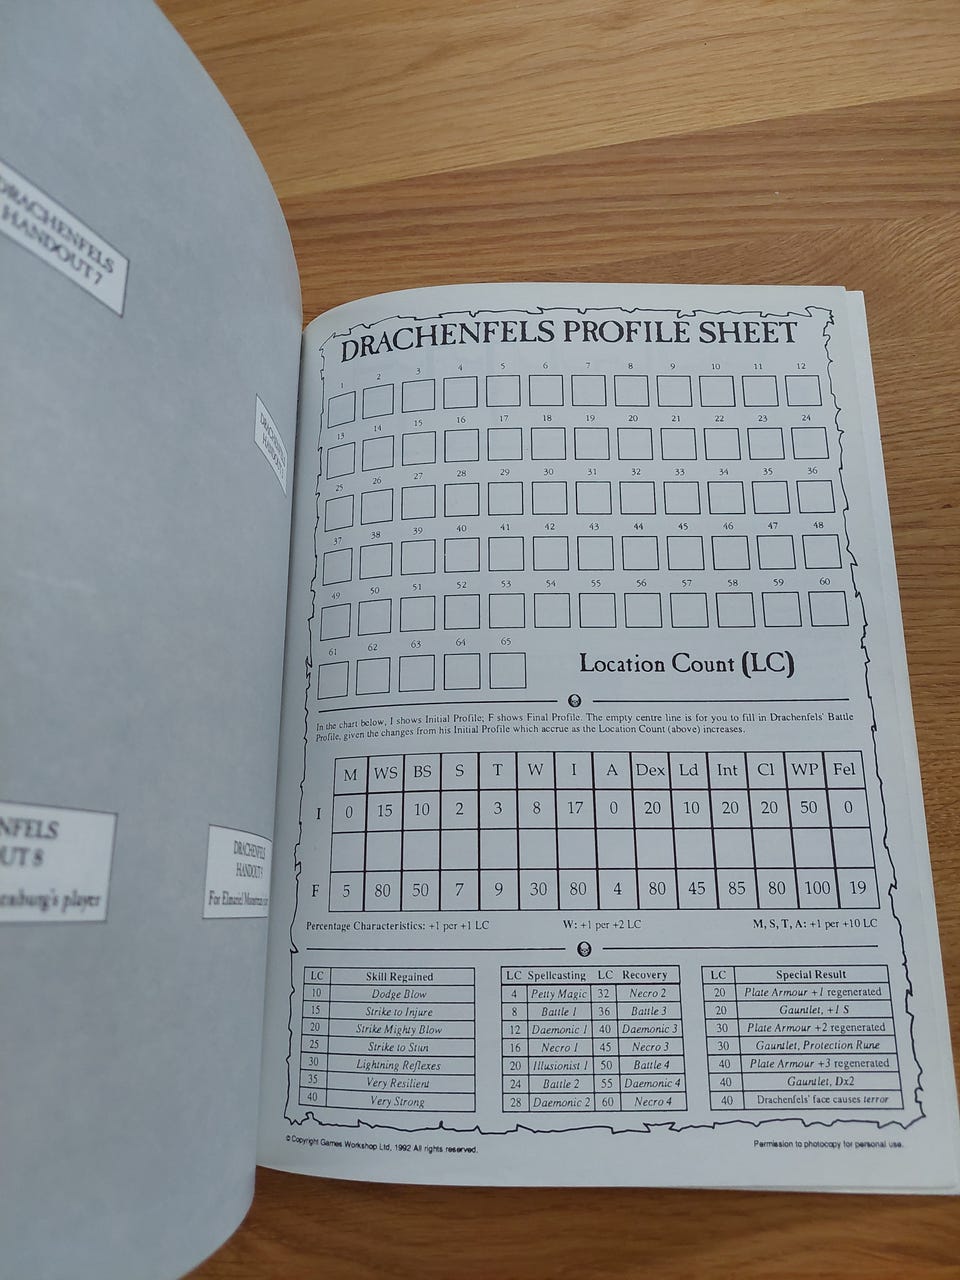 DRACHENFELS
HANDOUT 7
DRACHENFELS
HANDOUT
NFELS
UT 8
enburg's player
DRACHENFELS
HANDOUT
For Elmariel
DRACHENFELS PROFILE SHEET
1 2 3 4 5 6 7 8 9 10 11 12
13 14 15 16 17 18 19 20 21 22 23 24
25 26 27 28 29 30 31 32 33 34 35 36
37 38 39 40 41 42 43 44 45 46 47 48
49 50 51 52 53 54 55 56 57 58 59 60
61 62 63 64 65
Location Count (LC)
In the chart below, I shows Initial Profile; F shows Final Profile. The empty centre line is for you to fill in Drachenfels' Battle
Profile, given the changes from his Initial Profile which accrue as the Location Count (above) increases.
M WS BS S T W I A Dex Ld Int Cl WP Fel
I 0 15 10 2 3 8 17 0 20 10 20 20 50 0
F 5 80 50 7 9 30 80 4 80 45 85 80 100 19
Percentage Characteristics: +1 per +1 LC W: +1 per +2 LC M, S, T, A: +1 per +10 LC
LC Skill Regained
10 Dodge Blow
15 Strike to Injure
20 Strike Mighty Blow
25 Strike to Stun
30 Lightning Reflexes
35 Very Resilient
40 Very Strong
LC Spellcasting LC Recovery
4 Petty Magic 32 Necro 2
8 Battle 1 36 Battle 3
12 Daemonic 1 40 Daemonic 3
16 Necro 1 45 Necro 3
20 Illusionist 1 50 Battle 4
24 Battle 2 55 Daemonic 4
28 Daemonic 2 60 Necro 4
LC Special Result
20 Plate Armour +1 regenerated
20 Gauntlet, +1 S
30 Plate Armour +2 regenerated
30 Gauntlet, Protection Rune
40 Plate Armour +3 regenerated
40 Gauntlet, Dx2
40 Drachenfels' face causes terror
© Copyright Games Workshop Ltd, 1992 All rights reserved.
Permission to photocopy for personal use.